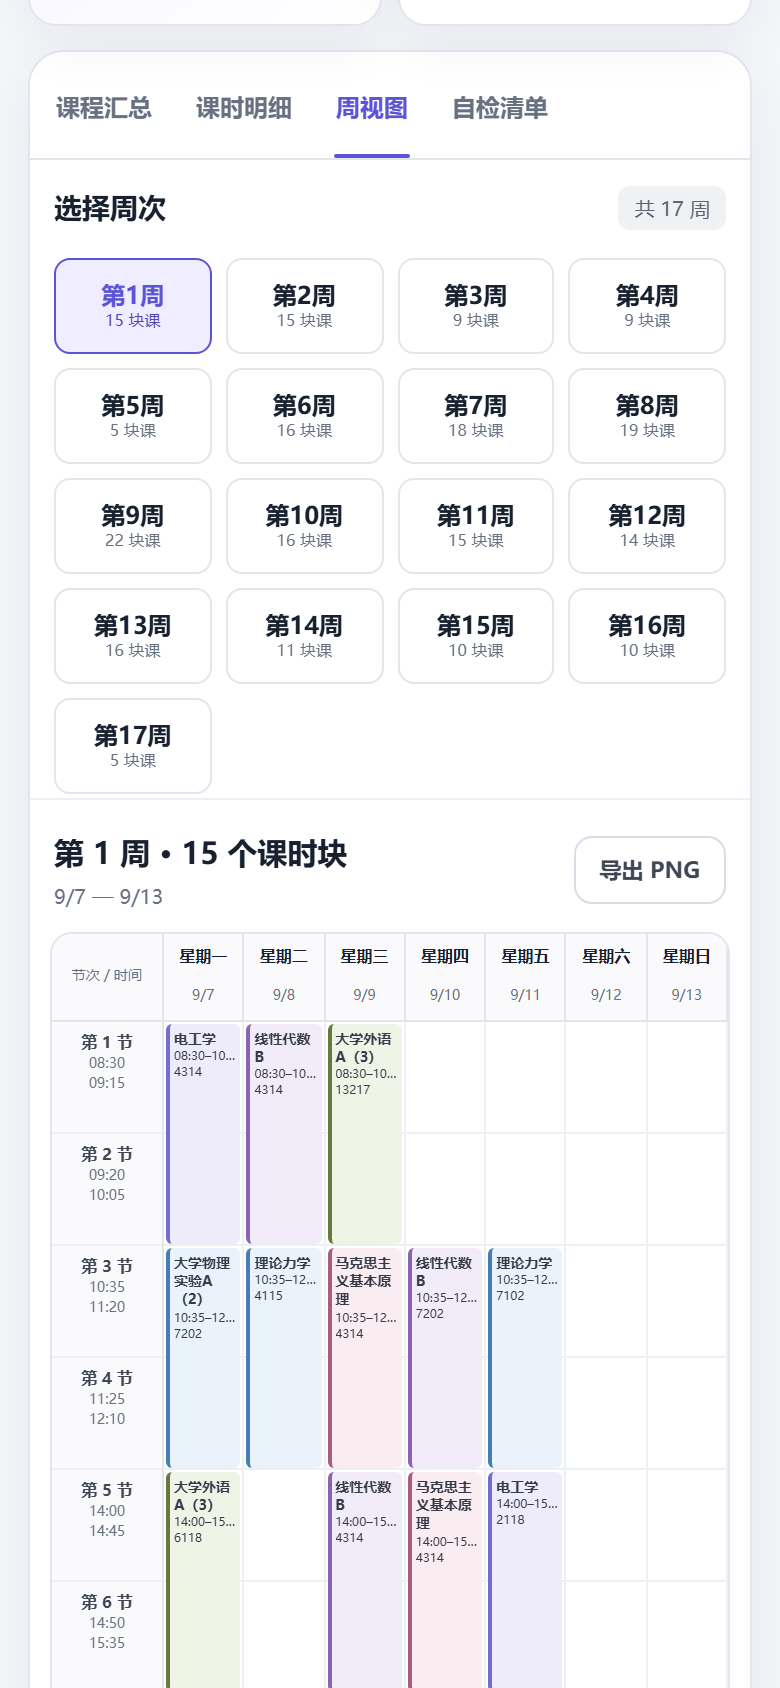 课程汇总 课时明细 周视图 自检清单
选择周次 共 17 周
第1周 第2周 第3周 第4周
15 块课 15 块课 9 块课 9 块课
第5周 第6周 第7周 第8周
5 块课 16 块课 18 块课 19 块课
第9周 第10周 第11周 第12周
22 块课 16 块课 15 块课 14 块课
第13周 第14周 第15周 第16周
16 块课 11 块课 10 块课 10 块课
第17周
5 块课
第 1 周 • 15 个课时块
9/7 — 9/13
导出 PNG
节次 / 时间
星期一 星期二 星期三 星期四 星期五 星期六 星期日
9/7 9/8 9/9 9/10 9/11 9/12 9/13
第 1 节
08:30
09:15
电工学
08:30–10...
4314
线性代数
B
08:30–10...
4314
大学外语
A（3）
08:30–10...
13217
第 2 节
09:20
10:05
第 3 节
10:35
11:20
大学物理
实验A
（2）
10:35–12...
7202
理论力学
10:35–12...
4115
马克思主
义基本原
理
10:35–12...
4314
线性代数
B
10:35–12...
7202
理论力学
10:35–12...
7102
第 4 节
11:25
12:10
第 5 节
14:00
14:45
大学外语
A（3）
14:00–15...
6118
线性代数
B
14:00–15...
4314
马克思主
义基本原
理
14:00–15...
4314
电工学
14:00–15...
2118
第 6 节
14:50
15:35